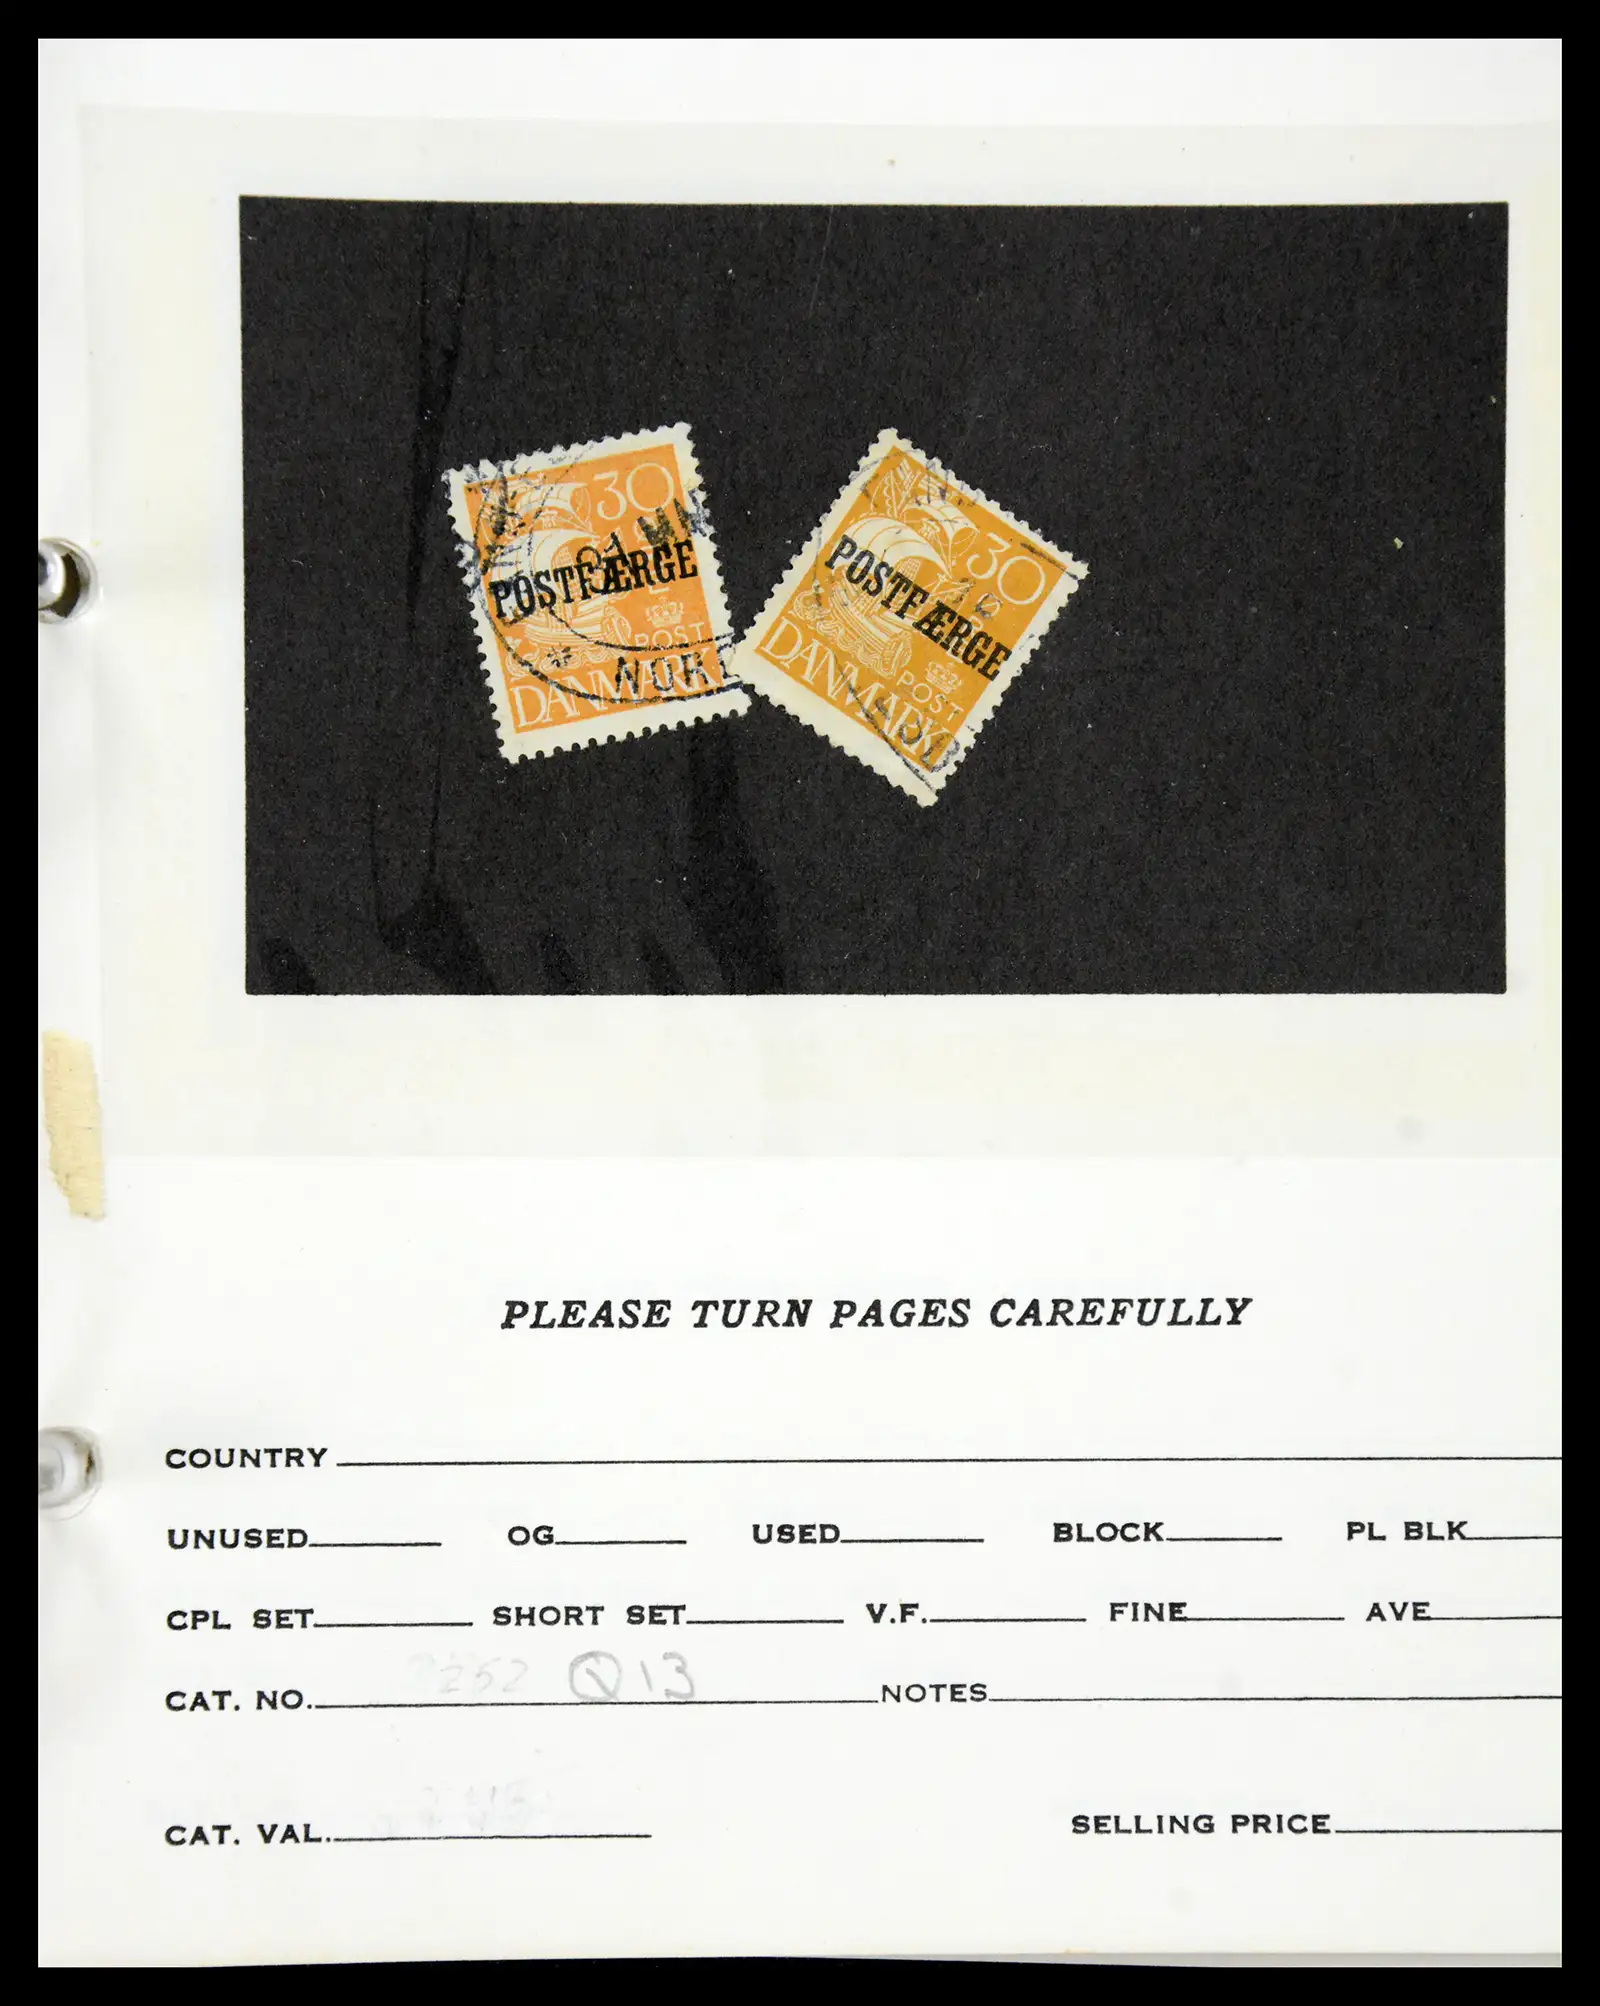 30
POSTFÆRGE
POST
DANMARK
NORD
30
POSTFÆRGE
POST
DANMARK
PLEASE TURN PAGES CAREFULLY
COUNTRY
UNUSED OG USED BLOCK PL BLK
CPL SET SHORT SET V.F. FINE AVE
CAT. NO. Q13 NOTES
CAT. VAL. SELLING PRICE